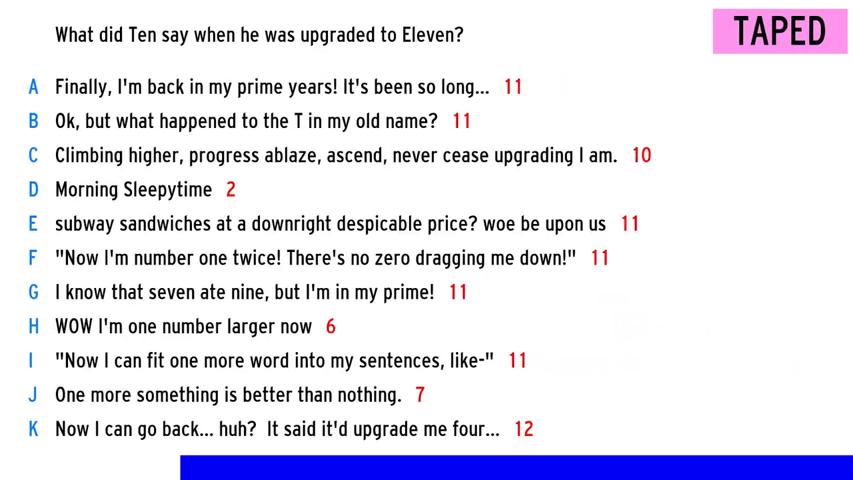 What did Ten say when he was upgraded to Eleven?
TAPED
A Finally, I'm back in my prime years! It's been so long... 11
B Ok, but what happened to the T in my old name? 11
C Climbing higher, progress ablaze, ascend, never cease upgrading I am. 10
D Morning Sleepytime 2
E subway sandwiches at a downright despicable price? woe be upon us 11
F "Now I'm number one twice! There's no zero dragging me down!" 11
G I know that seven ate nine, but I'm in my prime! 11
H WOW I'm one number larger now 6
I "Now I can fit one more word into my sentences, like-" 11
J One more something is better than nothing. 7
K Now I can go back... huh? It said it'd upgrade me four... 12